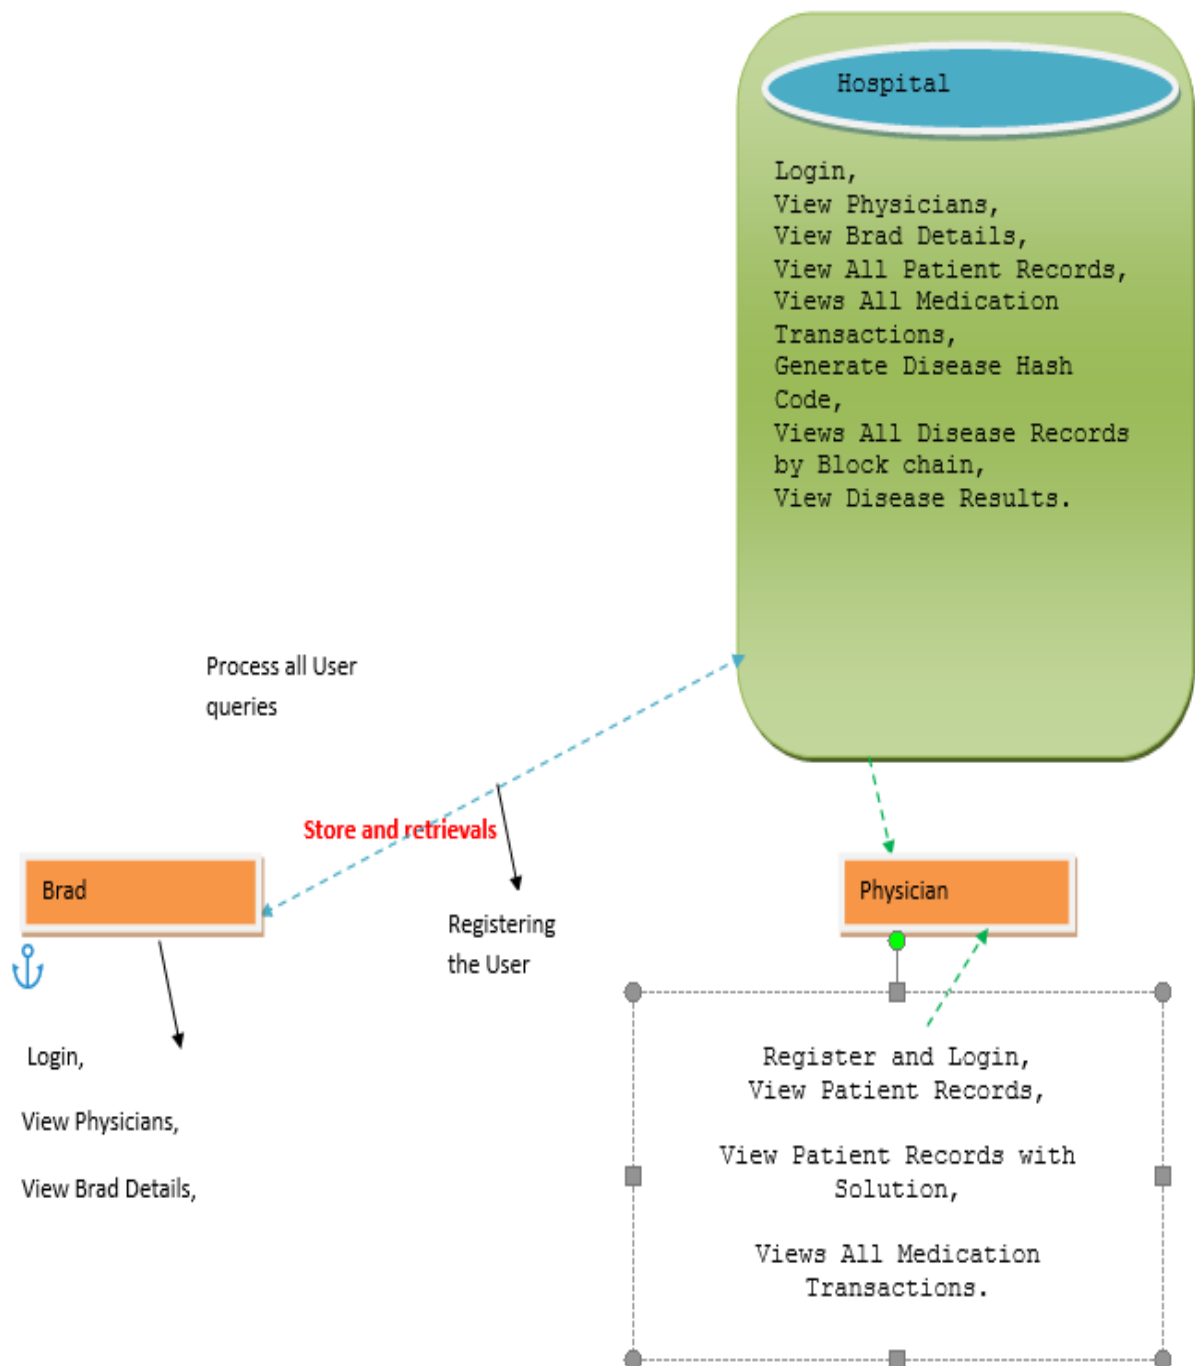 Hospital
Login,
View Physicians,
View Brad Details,
View All Patient Records,
Views All Medication
Transactions,
Generate Disease Hash
Code,
Views All Disease Records
by Block chain,
View Disease Results.
Process all User
queries
Store and retrievals
Brad
Registering
the User
Physician
Login,
View Physicians,
View Brad Details,
Register and Login,
View Patient Records,
View Patient Records with
Solution,
Views All Medication
Transactions.